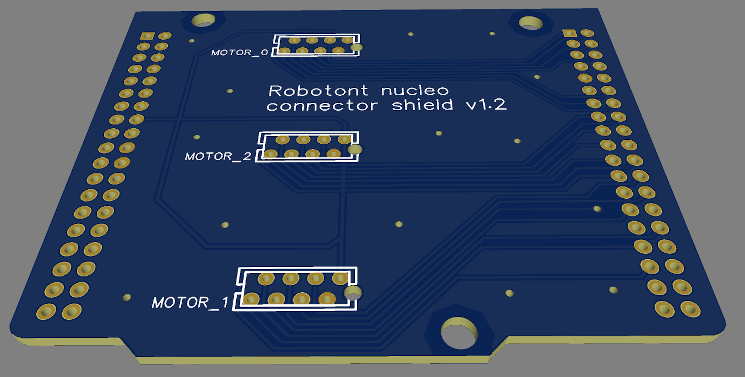 MOTOR_0
Robotont nucleo
connector shield v1.2
MOTOR_2
MOTOR_1